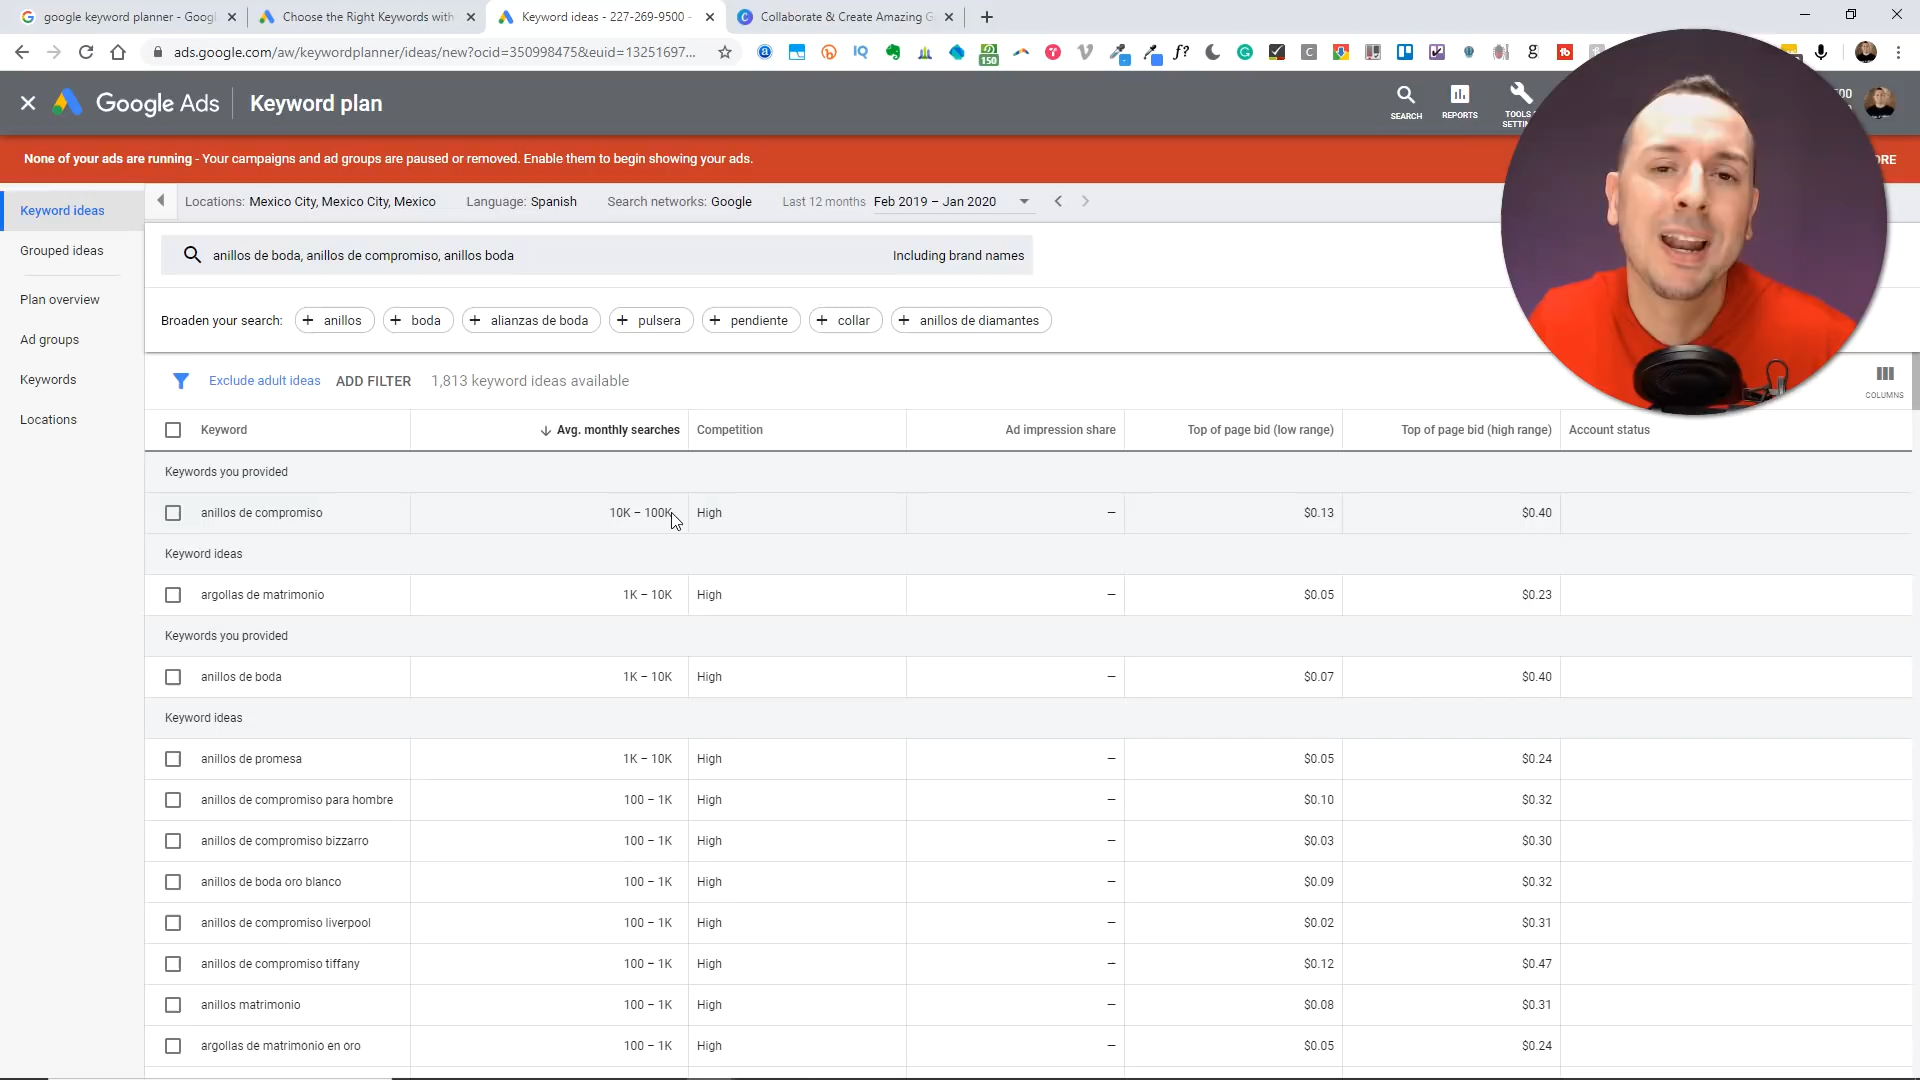 google keyword planner - Googl
Choose the Right Keywords with
Keyword ideas - 227-269-9500 -
Collaborate & Create Amazing G
ads.google.com/aw/keywordplanner/ideas/new?ocid=350998475&euid=13251697...
Google Ads
Keyword plan
SEARCH
REPORTS
TOOLS
SETTIN
None of your ads are running - Your campaigns and ad groups are paused or removed. Enable them to begin showing your ads.
ORE
Keyword ideas
Grouped ideas
Plan overview
Ad groups
Keywords
Locations
Locations: Mexico City, Mexico City, Mexico Language: Spanish Search networks: Google Last 12 months Feb 2019 – Jan 2020
anillos de boda, anillos de compromiso, anillos boda Including brand names
Broaden your search: anillos boda alianzas de boda pulsera pendiente collar anillos de diamantes
Exclude adult ideas ADD FILTER 1,813 keyword ideas available
COLUMNS
Keyword Avg. monthly searches Competition Ad impression share Top of page bid (low range) Top of page bid (high range) Account status
Keywords you provided
anillos de compromiso 10K – 100K High – $0.13 $0.40
Keyword ideas
argollas de matrimonio 1K – 10K High – $0.05 $0.23
Keywords you provided
anillos de boda 1K – 10K High – $0.07 $0.40
Keyword ideas
anillos de promesa 1K – 10K High – $0.05 $0.24
anillos de compromiso para hombre 100 – 1K High – $0.10 $0.32
anillos de compromiso bizzarro 100 – 1K High – $0.03 $0.30
anillos de boda oro blanco 100 – 1K High – $0.09 $0.32
anillos de compromiso liverpool 100 – 1K High – $0.02 $0.31
anillos de compromiso tiffany 100 – 1K High – $0.12 $0.47
anillos matrimonio 100 – 1K High – $0.08 $0.31
argollas de matrimonio en oro 100 – 1K High – $0.05 $0.24